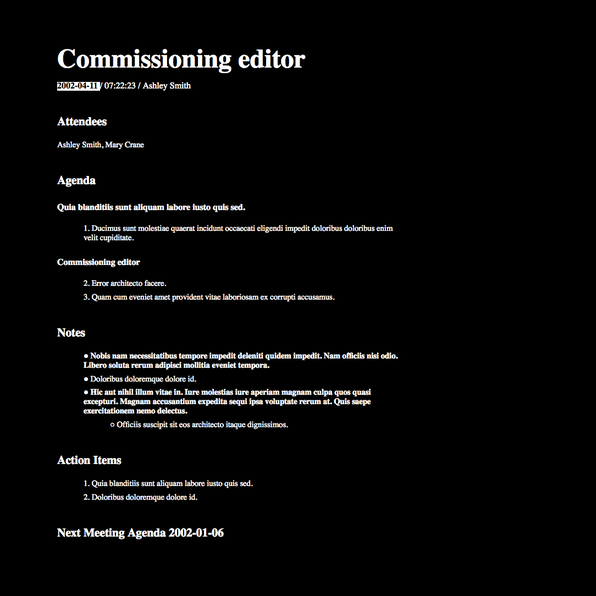 Commissioning editor
2002-04-11 / 07:22:23 / Ashley Smith
Attendees
Ashley Smith, Mary Crane
Agenda
Quia blanditiis sunt aliquam labore iusto quis sed.
1. Ducimus sunt molestiae quaerat incidunt occaecati eligendi impedit doloribus doloribus enim
velit cupiditate.
Commissioning editor
2. Error architecto facere.
3. Quam cum eveniet amet provident vitae laboriosam ex corrupti accusamus.
Notes
● Nobis nam necessitatibus tempore impedit deleniti quidem impedit. Nam officiis nisi odio.
Libero soluta rerum adipisci mollitia eveniet tempora.
● Doloribus doloremque dolore id.
● Hic aut nihil illum vitae in. Iure molestias iure aperiam magnam culpa quos quasi
excepturi. Magnam accusantium expedita sequi ipsa voluptate rerum at. Quis saepe
exercitationem nemo delectus.
○ Officiis suscipit sit eos architecto itaque dignissimos.
Action Items
1. Quia blanditiis sunt aliquam labore iusto quis sed.
2. Doloribus doloremque dolore id.
Next Meeting Agenda 2002-01-06